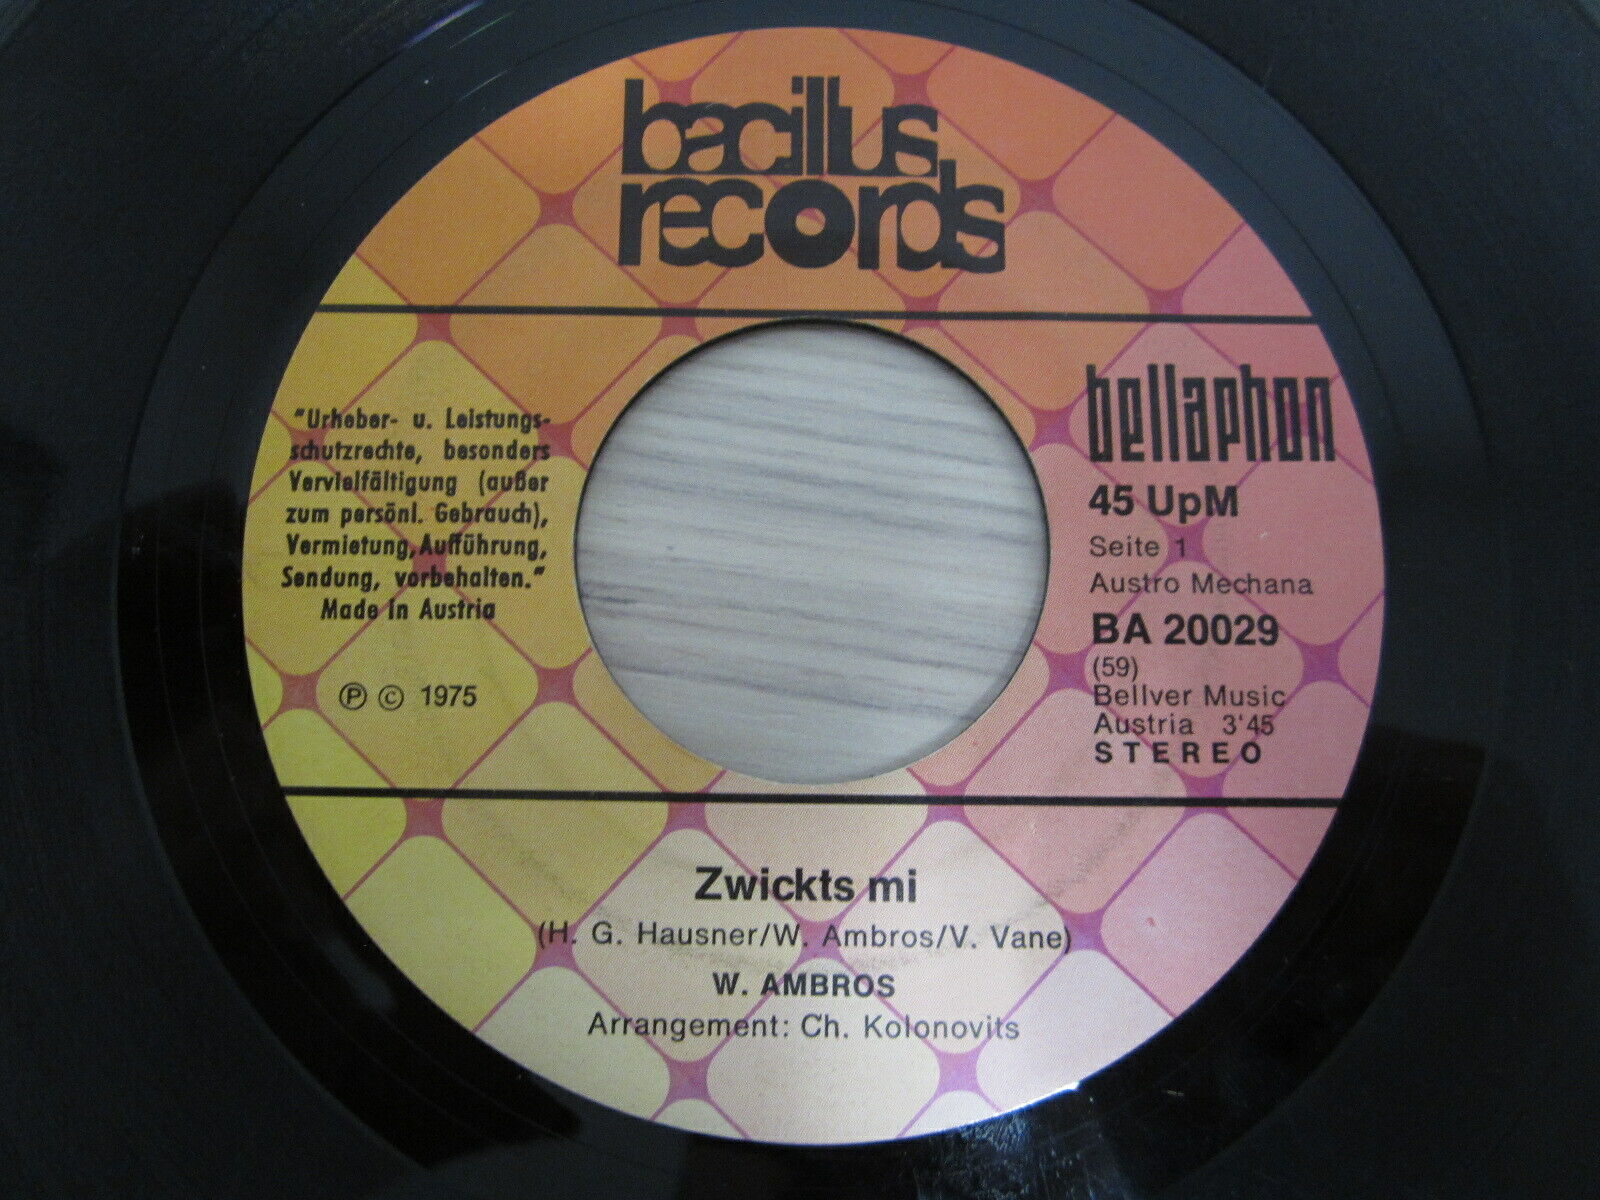 bacillus
records
"Urheber- u. Leistungs-
schutzrechte, besonders
Vervielfältigung (außer
zum persönl. Gebrauch),
Vermietung, Aufführung,
Sendung, vorbehalten."
Made In Austria
℗ © 1975
bellaphon
45 UpM
Seite 1
Austro Mechana
BA 20029
(59)
Bellver Music
Austria 3'45
STEREO
Zwickts mi
(H. G. Hausner/W. Ambros/V. Vane)
W. AMBROS
Arrangement: Ch. Kolonovits